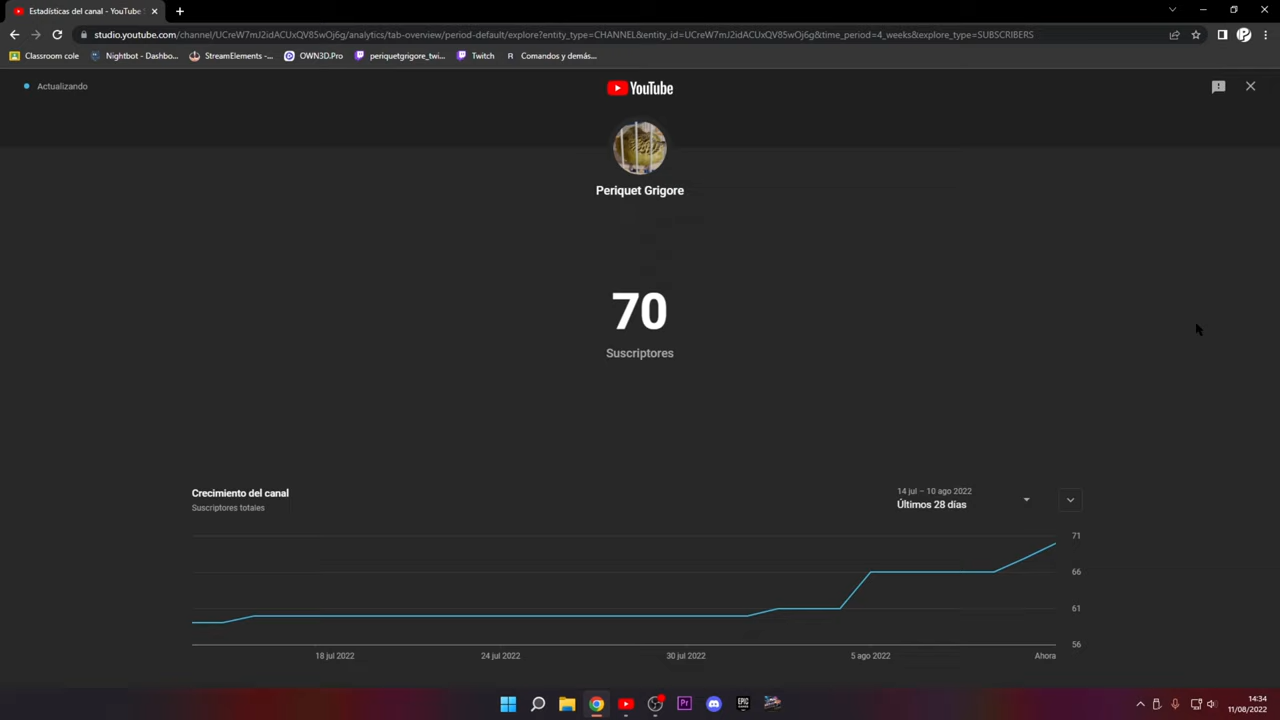 Estadísticas del canal - YouTube
studio.youtube.com/channel/UCreW7mJ2idACUxQV85wOj6g/analytics/tab-overview/period-default/explore?entity_type=CHANNEL&entity_id=UCreW7mJ2idACUxQV85wOj6g&time_period=4_weeks&explore_type=SUBSCRIBERS
Classroom cole
Nightbot - Dashbo...
StreamElements -...
OWN3D.Pro
periquetgrigore_twi...
Twitch
Comandos y demás...
Actualizando
YouTube
Periquet Grigore
70
Suscriptores
Crecimiento del canal
Suscriptores totales
14 jul – 10 ago 2022
Últimos 28 días
71
66
61
56
18 jul 2022
24 jul 2022
30 jul 2022
5 ago 2022
Ahora
Pr
EPIC
14:34
11/08/2022